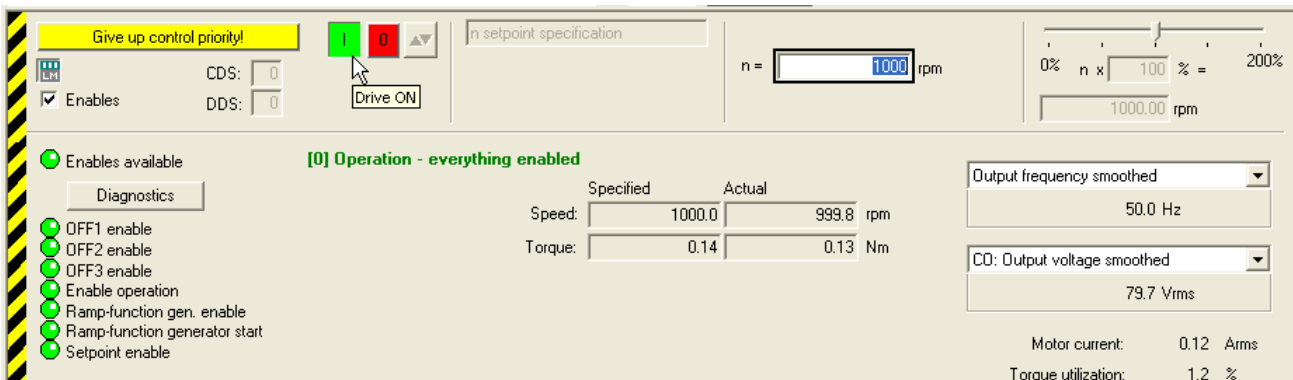 Give up control priority!
I 0
n setpoint specification
n = 1000 rpm
0% n x 100 % = 200%
LM
CDS: 0
Enables
DDS: 0
Drive ON
1000.00 rpm
Enables available
[0] Operation - everything enabled
Diagnostics
Specified Actual
Speed: 1000.0 999.8 rpm
Torque: 0.14 0.13 Nm
OFF1 enable
OFF2 enable
OFF3 enable
Enable operation
Ramp-function gen. enable
Ramp-function generator start
Setpoint enable
Output frequency smoothed
50.0 Hz
CO: Output voltage smoothed
79.7 Vrms
Motor current: 0.12 Arms
Torque utilization: 1.2 %